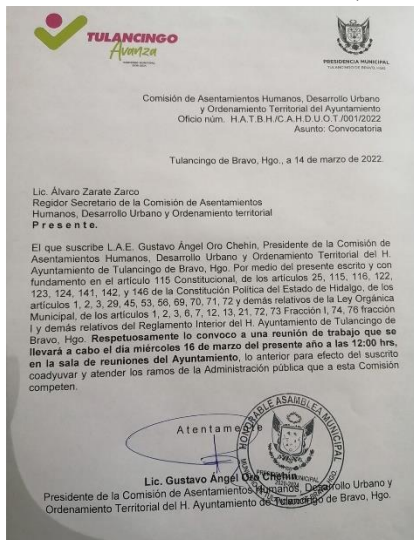 TULANCINGO
Avanza
PRESIDENCIA MUNICIPAL
TULANCINGO DE BRAVO, HGO.
Comisión de Asentamientos Humanos, Desarrollo Urbano
y Ordenamiento Territorial del Ayuntamiento
Oficio núm. H.A.T.B.H./C.A.H.D.U.O.T./001/2022
Asunto: Convocatoria
Tulancingo de Bravo, Hgo., a 14 de marzo de 2022.
Lic. Álvaro Zarate Zarco
Regidor Secretario de la Comisión de Asentamientos
Humanos, Desarrollo Urbano y Ordenamiento territorial
P r e s e n t e.
El que suscribe L.A.E. Gustavo Ángel Oro Chehín, Presidente de la Comisión de
Asentamientos Humanos, Desarrollo Urbano y Ordenamiento Territorial del H.
Ayuntamiento de Tulancingo de Bravo, Hgo. Por medio del presente escrito y con
fundamento en el artículo 115 Constitucional, de los artículos 25, 115, 116, 122,
123, 124, 141, 142, y 146 de la Constitución Política del Estado de Hidalgo, de los
artículos 1, 2, 3, 29, 45, 53, 56, 69, 70, 71, 72 y demás relativos de la Ley Orgánica
Municipal, de los artículos 1, 2, 3, 6, 7, 12, 13, 21, 72, 73 Fracción I, 74, 76 fracción
I y demás relativos del Reglamento Interior del H. Ayuntamiento de Tulancingo de
Bravo, Hgo. Respetuosamente lo convoco a una reunión de trabajo que se
llevará a cabo el día miércoles 16 de marzo del presente año a las 12:00 hrs,
en la sala de reuniones del Ayuntamiento, lo anterior para efecto del suscrito
coadyuvar y atender los ramos de la Administración pública que a esta Comisión
competen.
A t e n t a m e n t e
HONORABLE ASAMBLEA MUNICIPAL
Lic. Gustavo Ángel Oro Chehín
Presidente de la Comisión de Asentamientos Humanos, Desarrollo Urbano y
Ordenamiento Territorial del H. Ayuntamiento de Tulancingo de Bravo, Hgo.